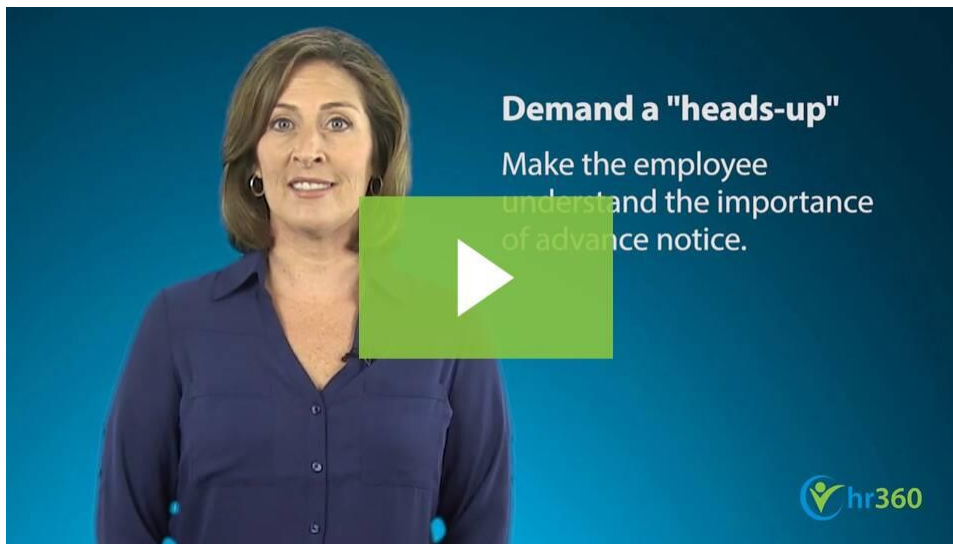 Demand a "heads-up"
Make the employee
understand the importance
of advance notice.
hr360